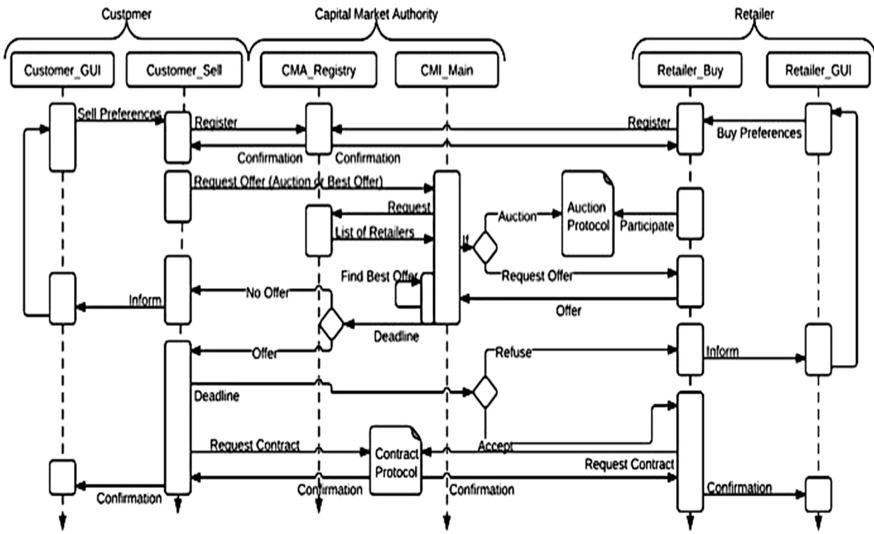 Customer
Capital Market Authority
Retailer
Customer_GUI
Customer_Sell
CMA_Registry
CMI_Main
Retailer_Buy
Retailer_GUI
Sell Preferences
Register
Register
Buy Preferences
Confirmation
Confirmation
Request Offer (Auction or Best Offer)
Request
Auction
Auction
Protocol
Participate
List of Retailers
If
Find Best Offer
Request Offer
No Offer
Inform
Offer
Deadline
Offer
Refuse
Inform
Deadline
Request Contract
Accept
Contract
Protocol
Request Contract
Confirmation
Confirmation
Confirmation
Confirmation